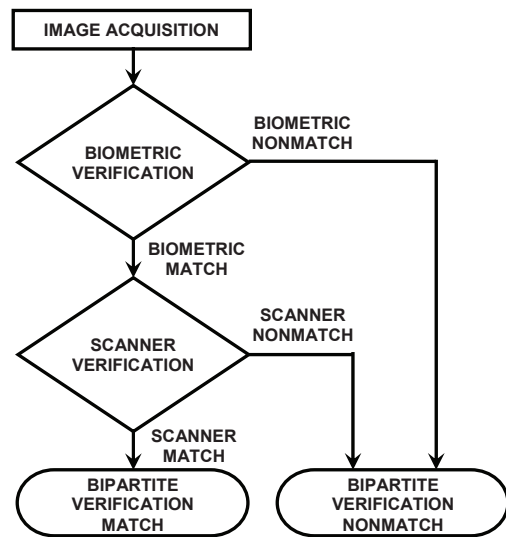 IMAGE ACQUISITION
BIOMETRIC
NONMATCH
BIOMETRIC
VERIFICATION
BIOMETRIC
MATCH
SCANNER
NONMATCH
SCANNER
VERIFICATION
SCANNER
MATCH
BIPARTITE
VERIFICATION
MATCH
BIPARTITE
VERIFICATION
NONMATCH